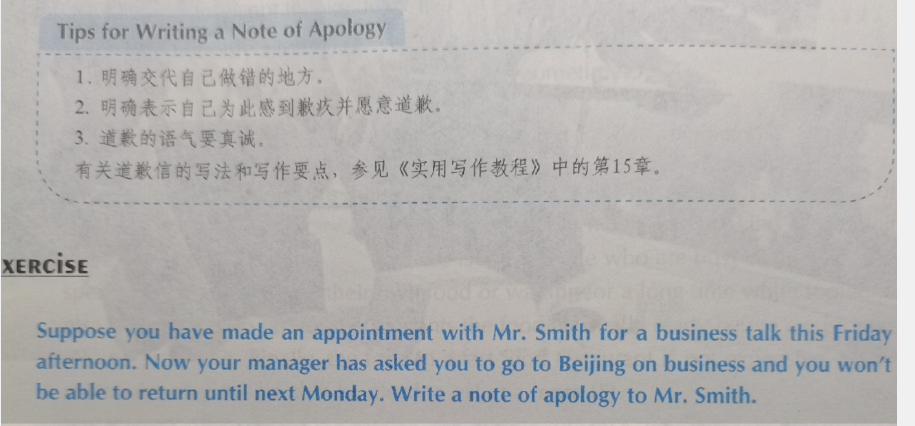 Tips for Writing a Note of Apology
1. 明确交代自己做错的地方。
2. 明确表示自己为此感到歉疚并愿意道歉。
3. 道歉的语气要真诚。
有关道歉信的写法和写作要点，参见《实用写作教程》中的第15章。
XERCiSE
Suppose you have made an appointment with Mr. Smith for a business talk this Friday
afternoon. Now your manager has asked you to go to Beijing on business and you won't
be able to return until next Monday. Write a note of apology to Mr. Smith.